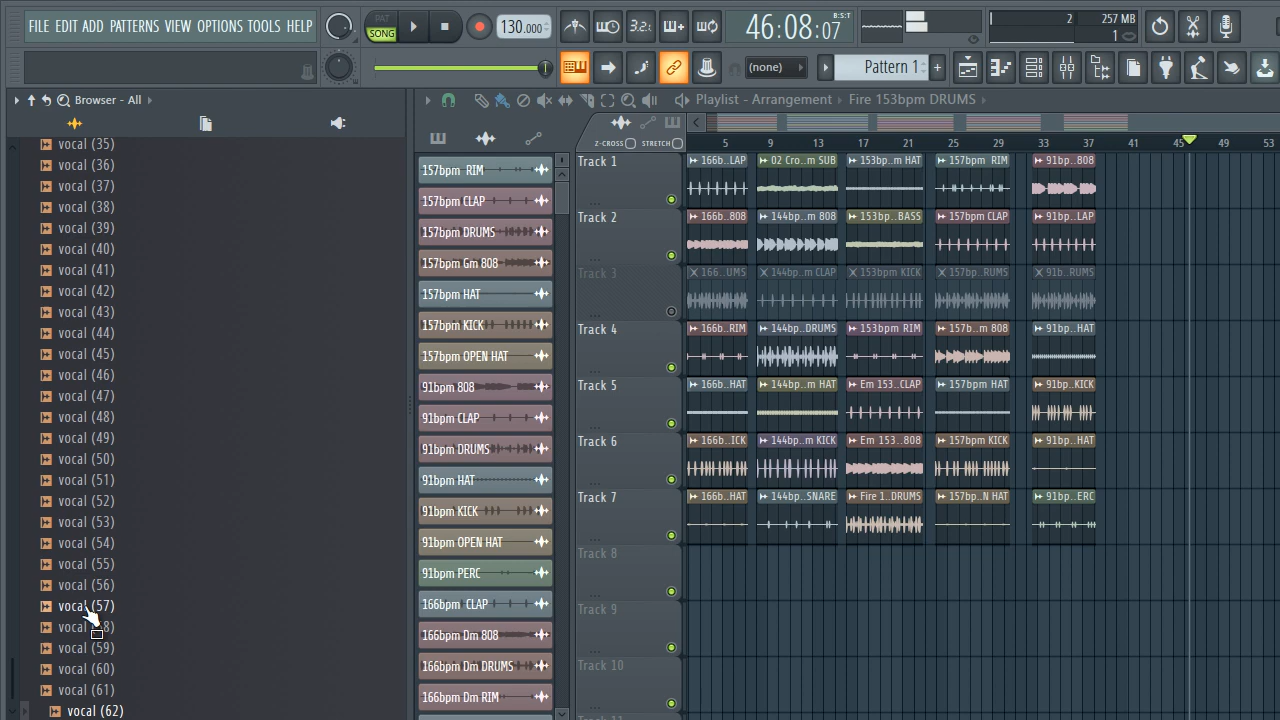 FILE EDIT ADD PATTERNS VIEW OPTIONS TOOLS HELP
PAT
SONG
130.000
3.2.
46:08:07
B:S:T
2
257 MB
1
(none)
Pattern 1
Browser - All
Playlist - Arrangement
Fire 153bpm DRUMS
vocal (35)
vocal (36)
vocal (37)
vocal (38)
vocal (39)
vocal (40)
vocal (41)
vocal (42)
vocal (43)
vocal (44)
vocal (45)
vocal (46)
vocal (47)
vocal (48)
vocal (49)
vocal (50)
vocal (51)
vocal (52)
vocal (53)
vocal (54)
vocal (55)
vocal (56)
vocal (57)
vocal
vocal (59)
vocal (60)
vocal (61)
vocal (62)
157bpm RIM
157bpm CLAP
157bpm DRUMS
157bpm Gm 808
157bpm HAT
157bpm KICK
157bpm OPEN HAT
91bpm 808
91bpm CLAP
91bpm DRUMS
91bpm HAT
91bpm KICK
91bpm OPEN HAT
91bpm PERC
166bpm CLAP
166bpm Dm 808
166bpm Dm DRUMS
166bpm Dm RIM
Z-CROSS
STRETCH
5 9 13 17 21 25 29 33 37 41 45 49 53
Track 1
166b..LAP
02 Cro..m SUB
153bp..m HAT
157bpm RIM
91bp..808
Track 2
166b..808
144bp..m 808
153bp..BASS
157bpm CLAP
91bp..LAP
Track 3
166..UMS
144bp..m CLAP
153bpm KICK
157bp..RUMS
91b..RUMS
Track 4
166b..RIM
144bp..DRUMS
153bpm RIM
157b..m 808
91bp..HAT
Track 5
166b..HAT
144bp..m HAT
Em 153..CLAP
157bpm HAT
91bp..KICK
Track 6
166b..ICK
144bp..m KICK
Em 153...808
157bpm KICK
91bp..HAT
Track 7
166b..HAT
144bp..SNARE
Fire 1..DRUMS
157bp..N HAT
91bp..ERC
Track 8
Track 9
Track 10